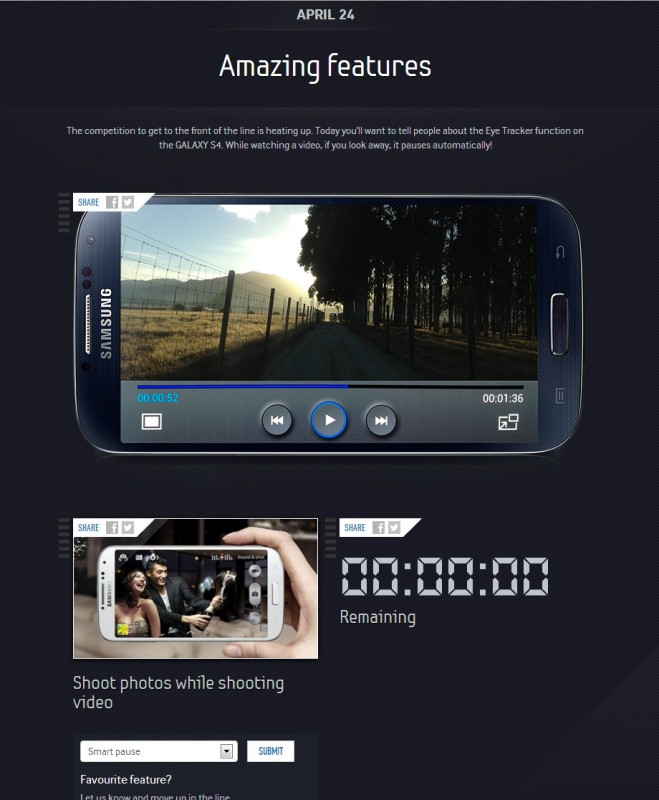 APRIL 24
Amazing features
The competition to get to the front of the line is heating up. Today you'll want to tell people about the Eye Tracker function on
the GALAXY S4. While watching a video, if you look away, it pauses automatically!
SHARE
SAMSUNG
00:00:52
00:01:36
SHARE
Sound & shot
SAMSUNG
Shoot photos while shooting
video
SHARE
00:00:00
Remaining
Smart pause
SUBMIT
Favourite feature?
Let us know and move up in the line